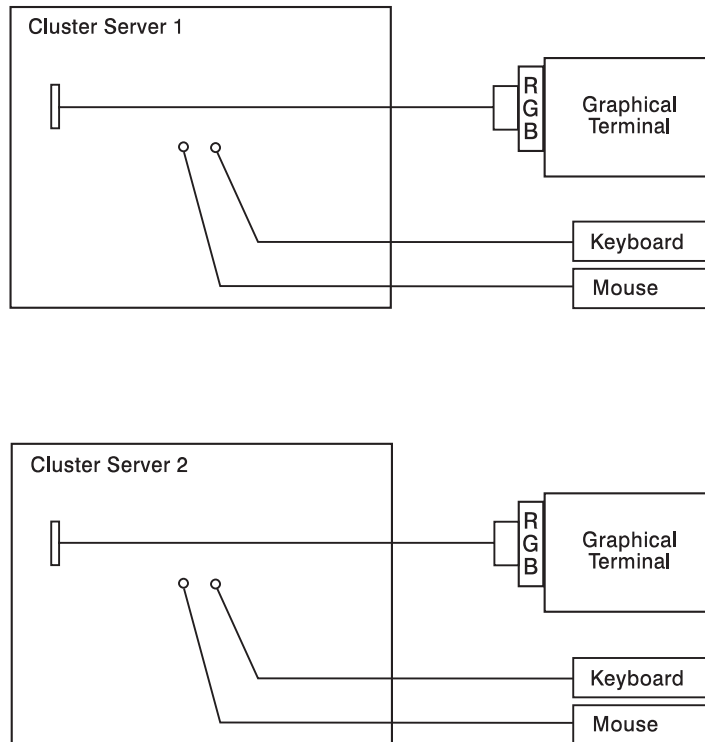 Cluster Server 1
R
G
B
Graphical
Terminal
Keyboard
Mouse
Cluster Server 2
R
G
B
Graphical
Terminal
Keyboard
Mouse